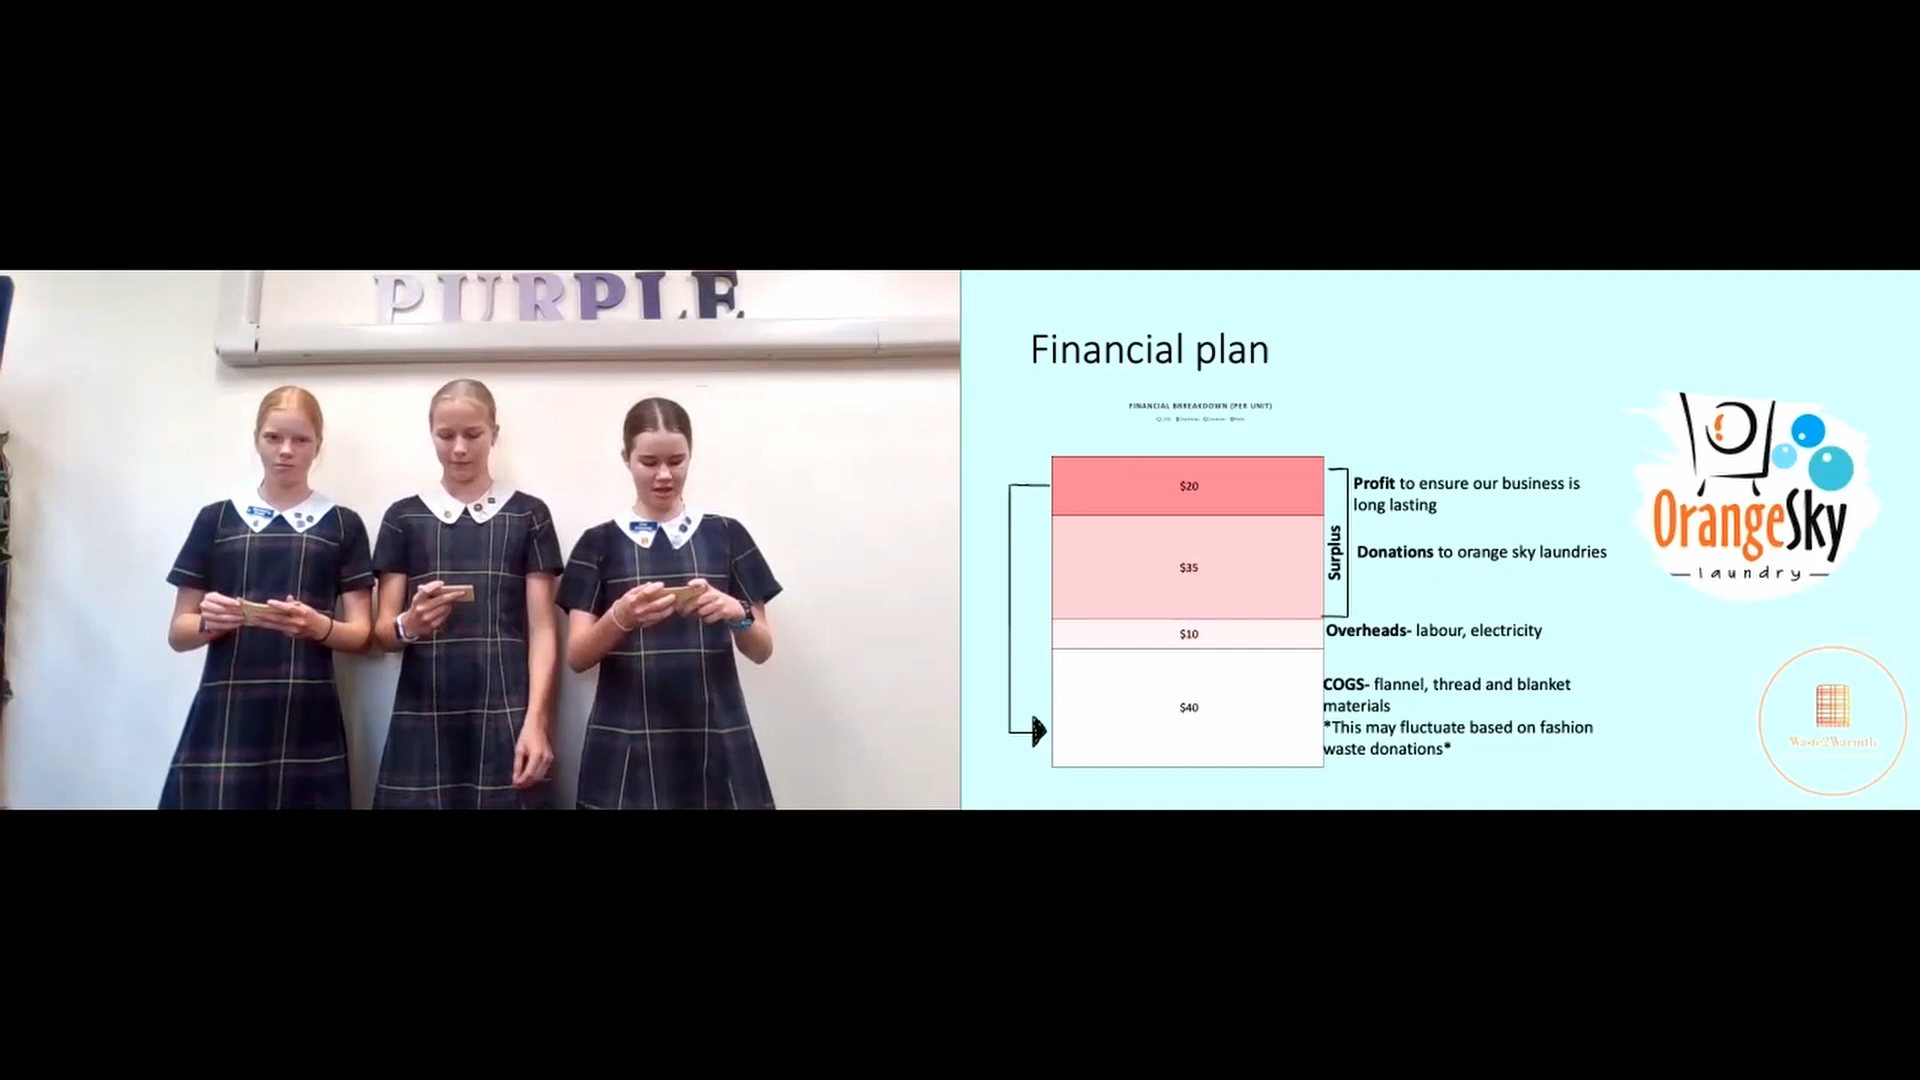 PURPLE
Financial plan
FINANCIAL BRREAKDOWN (PER UNIT)
$20
$35
$10
$40
Surplus
Profit to ensure our business is
long lasting
Donations to orange sky laundries
Overheads- labour, electricity
COGS- flannel, thread and blanket
materials
*This may fluctuate based on fashion
waste donations*
OrangeSky
laundry
Waste2Warmth